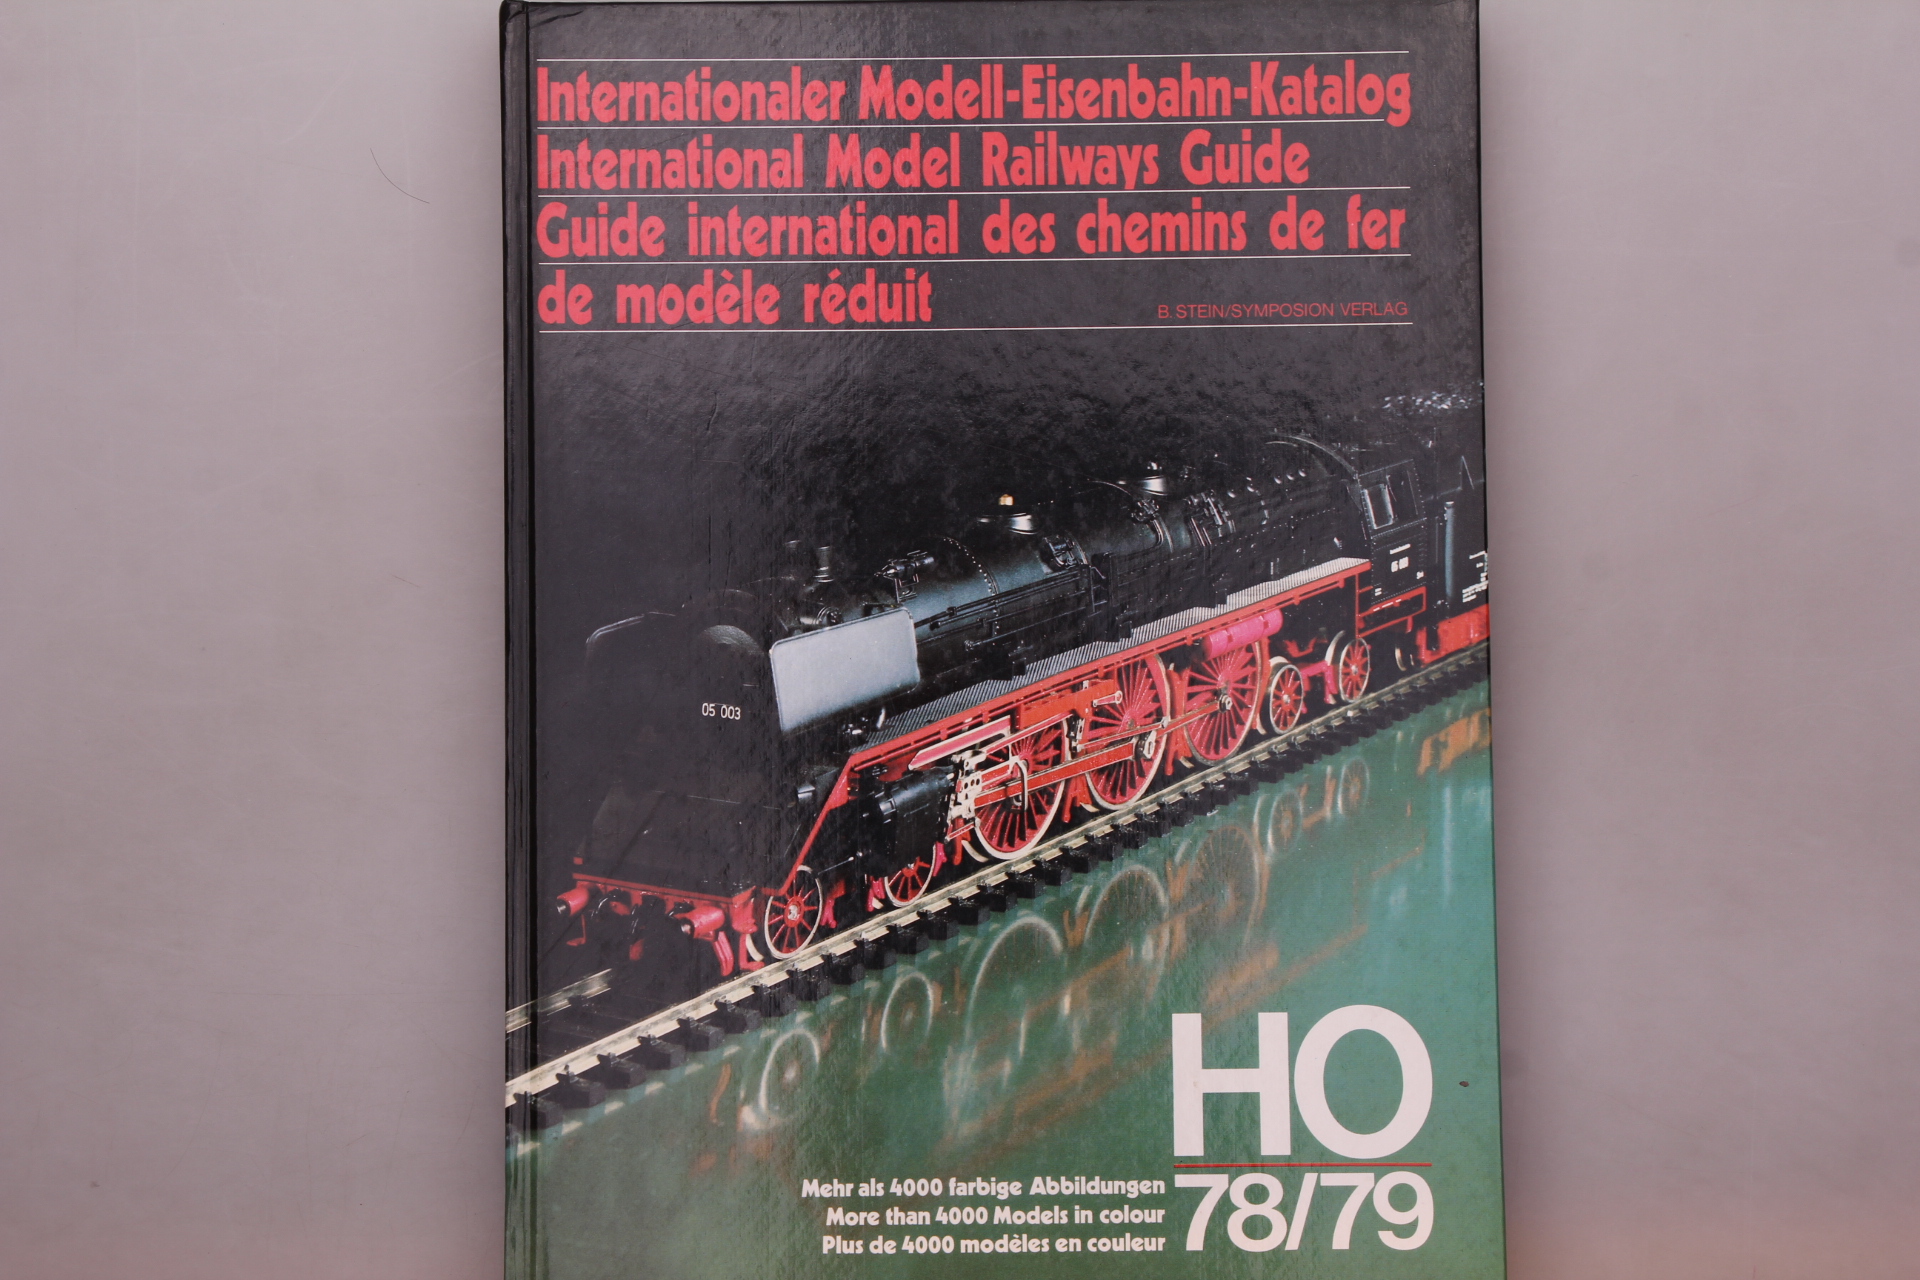 Internationaler Modell-Eisenbahn-Katalog
International Model Railways Guide
Guide international des chemins de fer
de modèle réduit
B. STEIN/SYMPOSION VERLAG
05 003
HO
78/79
Mehr als 4000 farbige Abbildungen
More than 4000 Models in colour
Plus de 4000 modèles en couleur